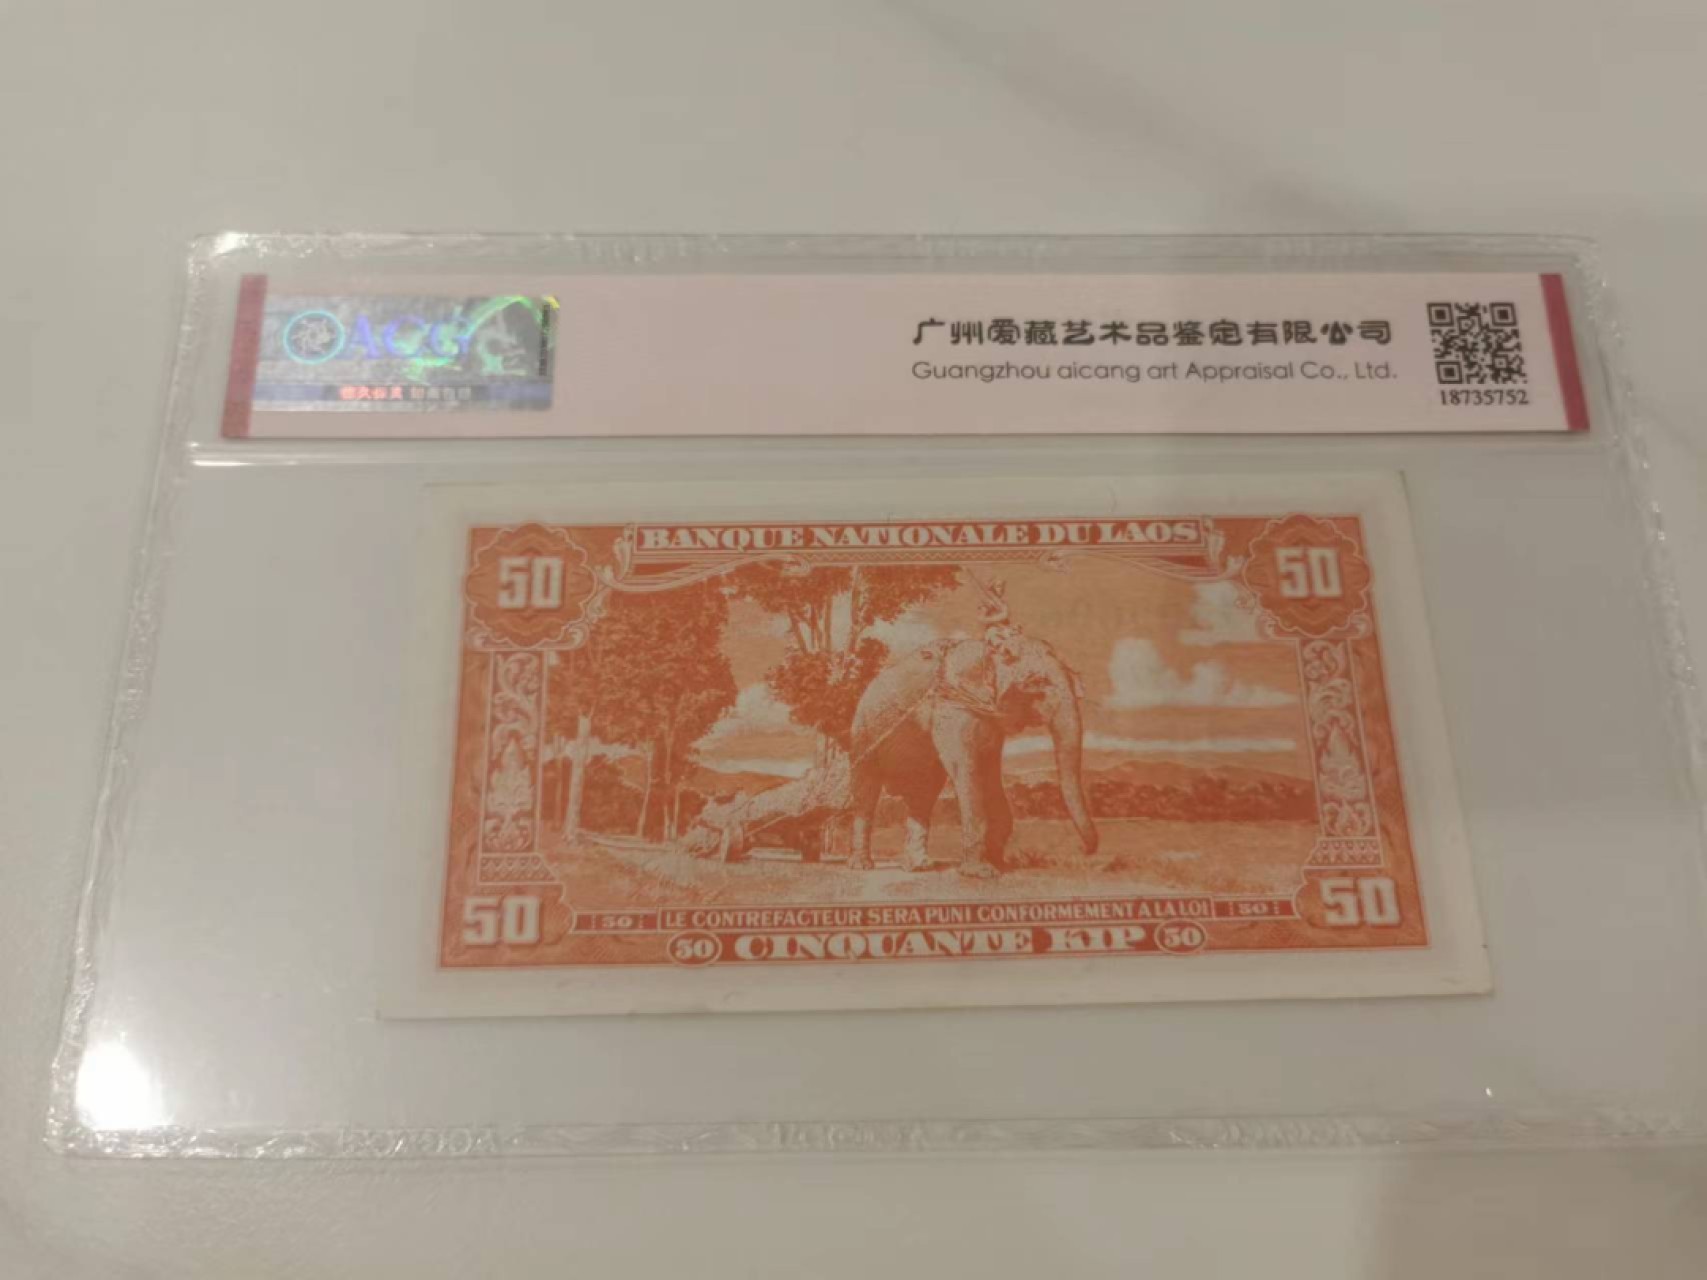 ACG
广州爱藏艺术品鉴定有限公司
Guangzhou aicang art Appraisal Co., Ltd.
18735752
BANQUE NATIONALE DU LAOS
50
50
50
50
50 LE CONTREFACTEUR SERA PUNI CONFORMEMENT À LA LOI 50
50 CINQUANTE KIP 50